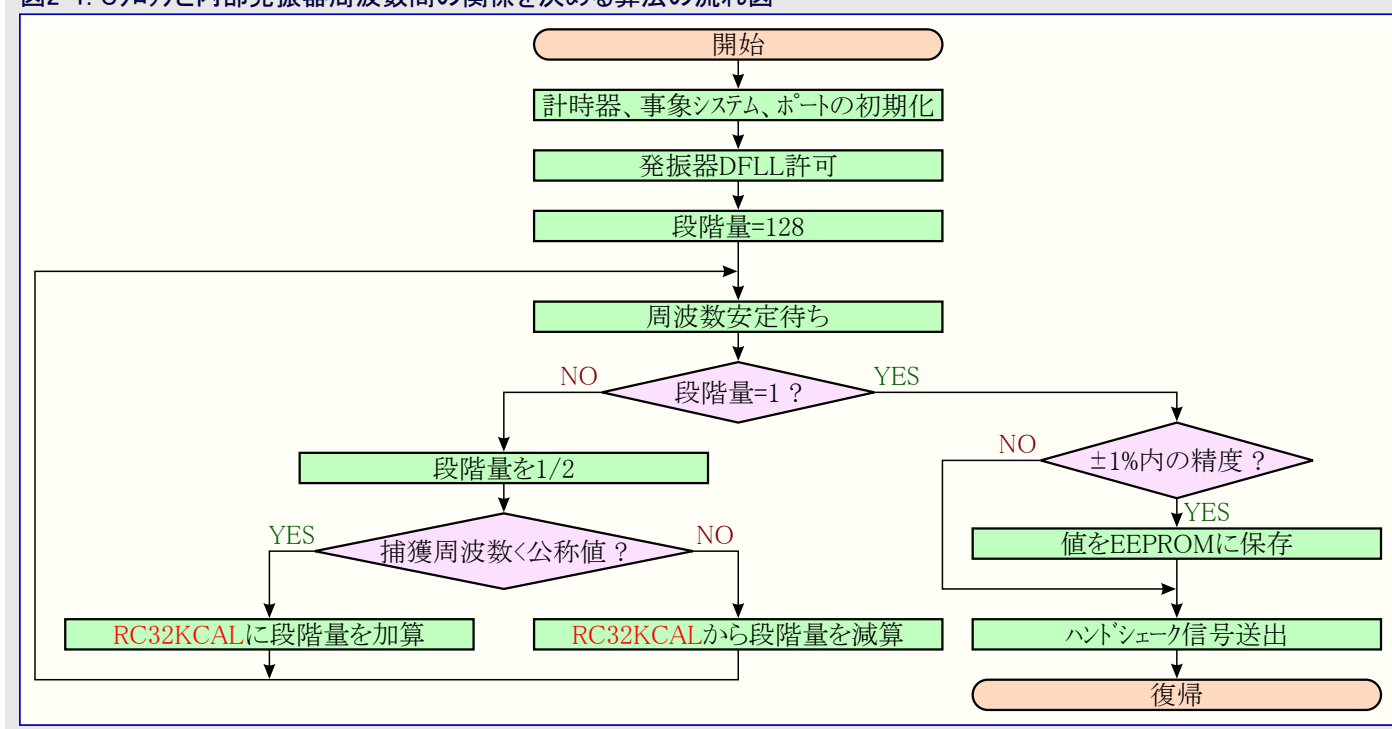 開始
計時器、事象システム、ポートの初期化
発振器DFLL許可
段階量=128
周波数安定待ち
NO
段階量=1 ?
YES
段階量を1/2
NO
±1%内の精度 ?
YES
YES
捕獲周波数<公称値 ?
NO
値をEEPROMに保存
RC32KCALに段階量を加算
RC32KCALから段階量を減算
ハンドシェーク信号送出
復帰